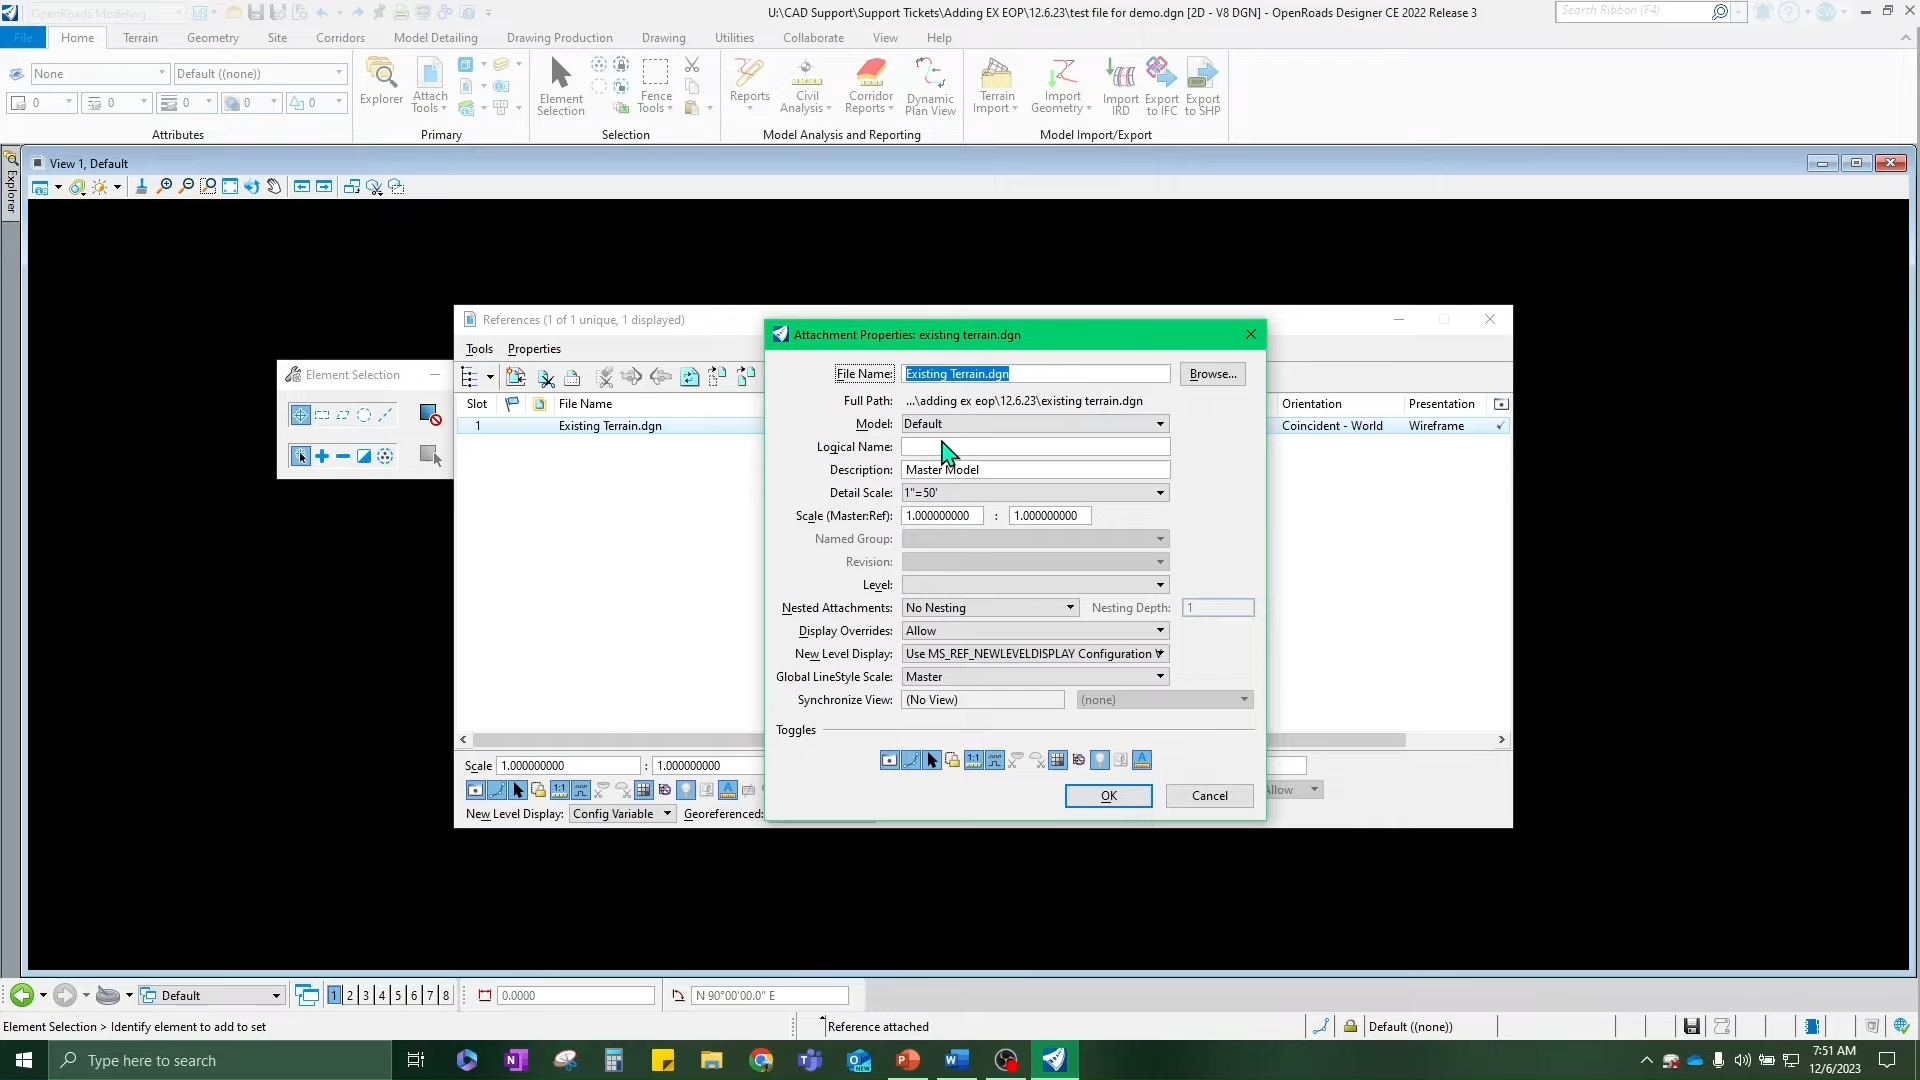 OpenRoads Modeling
U:\CAD Support\Support Tickets\Adding EX EOP\12.6.23\test file for demo.dgn [2D - V8 DGN] - OpenRoads Designer CE 2022 Release 3
Search Ribbon (F4)
File Home Terrain Geometry Site Corridors Model Detailing Drawing Production Drawing Utilities Collaborate View Help
None Default ((none))
0 0 0 0 0
Attributes
Explorer
Attach Tools
Primary
Element Selection
Fence Tools
Selection
Reports
Civil Analysis
Corridor Reports
Dynamic Plan View
Model Analysis and Reporting
Terrain Import
Import Geometry
Import IRD
Export to IFC
Export to SHP
Model Import/Export
Explorer
View 1, Default
References (1 of 1 unique, 1 displayed)
Tools Properties
Slot File Name Orientation Presentation
1 Existing Terrain.dgn Coincident - World Wireframe
Element Selection
Attachment Properties: existing terrain.dgn
File Name: Existing Terrain.dgn Browse...
Full Path: ...\adding ex eop\12.6.23\existing terrain.dgn
Model: Default
Logical Name:
Description: Master Model
Detail Scale: 1"=50'
Scale (Master:Ref): 1.000000000 : 1.000000000
Named Group:
Revision:
Level:
Nested Attachments: No Nesting Nesting Depth: 1
Display Overrides: Allow
New Level Display: Use MS_REF_NEWLEVELDISPLAY Configuration
Global LineStyle Scale: Master
Synchronize View: (No View) (none)
Toggles
1:1
OK Cancel
Scale 1.000000000 : 1.000000000
1:1 Allow
New Level Display: Config Variable Georeferenced:
Default 1 2 3 4 5 6 7 8 0.0000 N 90°00'00.0" E
Element Selection > Identify element to add to set
Reference attached
Default ((none))
Type here to search
7:51 AM
12/6/2023